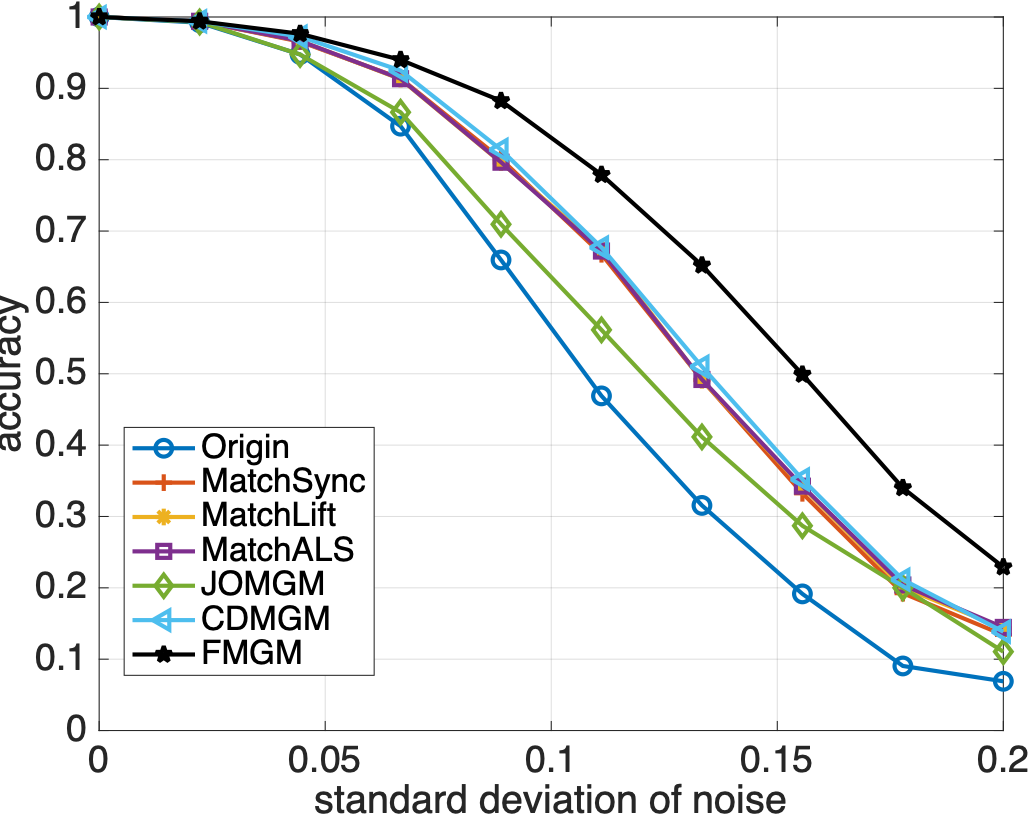 1
0.9
0.8
0.7
0.6
0.5
0.4
0.3
0.2
0.1
0
accuracy
Origin
MatchSync
MatchLift
MatchALS
JOMGM
CDMGM
FMGM
0 0.05 0.1 0.15 0.2
standard deviation of noise